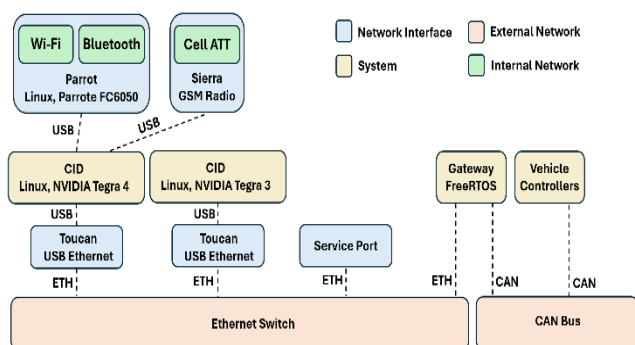 Wi-Fi
Bluetooth
Parrot
Linux, Parrote FC6050
Cell ATT
Sierra
GSM Radio
Network Interface
External Network
System
Internal Network
USB
USB
CID
Linux, NVIDIA Tegra 4
CID
Linux, NVIDIA Tegra 3
Gateway
FreeRTOS
Vehicle
Controllers
USB
USB
Toucan
USB Ethernet
Toucan
USB Ethernet
Service Port
ETH
ETH
ETH
ETH
CAN
CAN
Ethernet Switch
CAN Bus